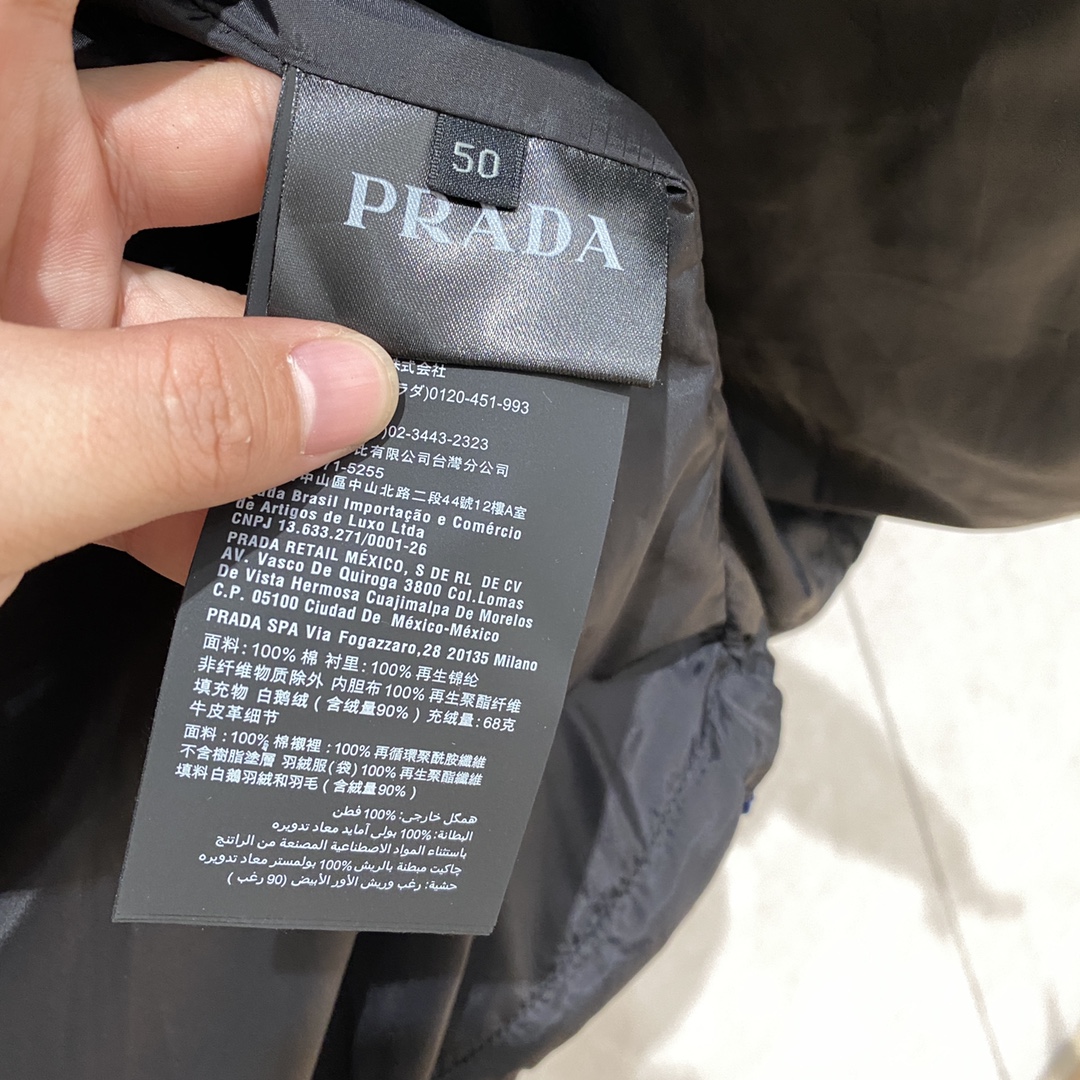 50
PRADA
株式会社
ラダ)0120-451-993
)02-3443-2323
比有限公司台灣分公司
71-5255
中山區中山北路二段44號12樓A室
Brasil Importação e Comércio
de Artigos de Luxo Ltda
CNPJ 13.633.271/0001-26
PRADA RETAIL MÉXICO, S DE RL DE CV
AV. Vasco De Quiroga 3800 Col.Lomas
De Vista Hermosa Cuajimalpa De Morelos
C.P. 05100 Ciudad De México-México
PRADA SPA Via Fogazzaro,28 20135 Milano
面料:100% 棉 衬里:100% 再生锦纶
非纤维物质除外 内胆布100% 再生聚酯纤维
填充物 白鹅绒 ( 含绒量90% ) 充绒量:68克
牛皮革细节
面料 : 100% 棉襯裡 : 100% 再循環聚酰胺纖維
不含樹脂塗層 羽絨服(袋)100% 再生聚酯纖維
填料白鵝羽絨和羽毛 ( 含絨量90% )
همكل خارجي: 100% قطن
البطانة: 100% بولي أمايد معاد تدويره
باستثناء المواد الاصطناعية المصنعة من الراتنج
جاكيت مبطنة بالريش 100% بولمستر معاد تدويره
حشية: رغب وريش الأور الأبيض (90 رغب )